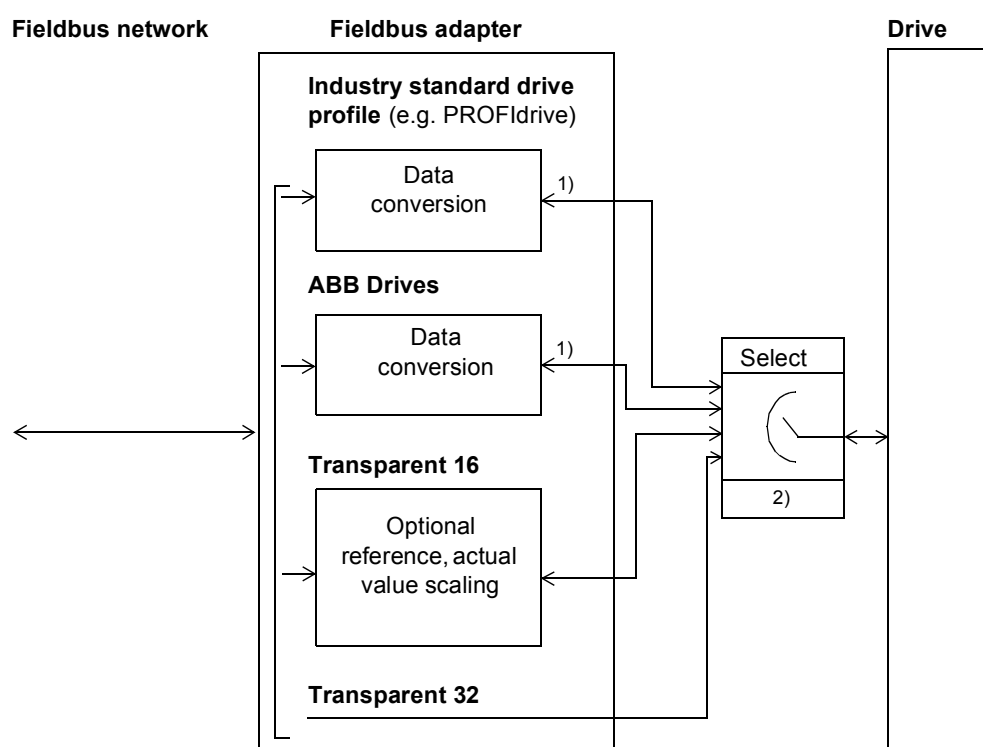 Fieldbus network
Fieldbus adapter
Drive
Industry standard drive
profile (e.g. PROFIdrive)
Data
conversion
1)
ABB Drives
Data
conversion
1)
Select
2)
Transparent 16
Optional
reference, actual
value scaling
Transparent 32